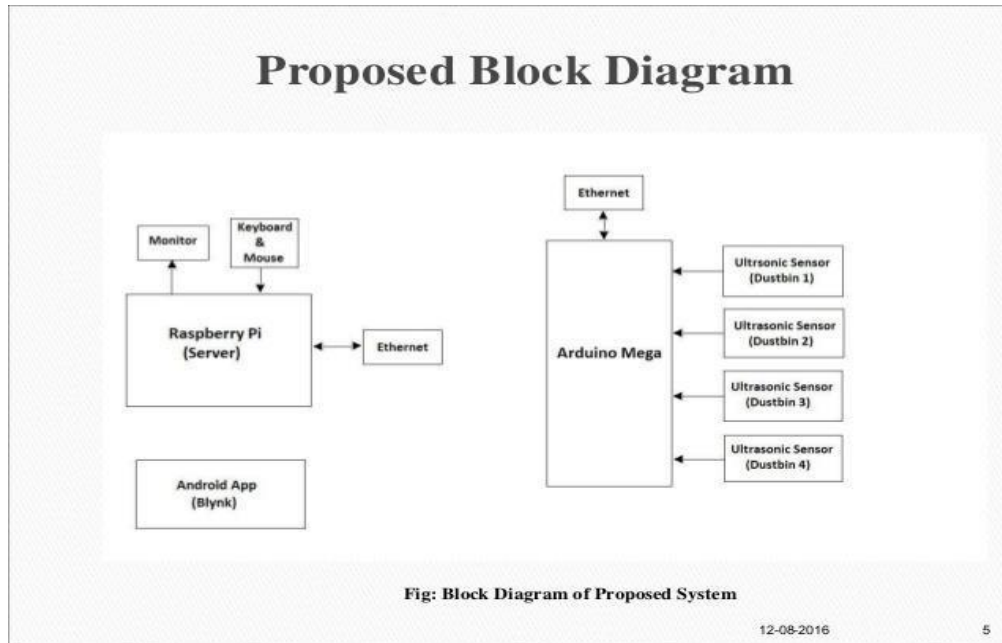 Proposed Block Diagram
Monitor
Keyboard
&
Mouse
Raspberry Pi
(Server)
Ethernet
Android App
(Blynk)
Ethernet
Arduino Mega
Ultrsonic Sensor
(Dustbin 1)
Ultrasonic Sensor
(Dustbin 2)
Ultrasonic Sensor
(Dustbin 3)
Ultrasonic Sensor
(Dustbin 4)
Fig: Block Diagram of Proposed System
12-08-2016
5